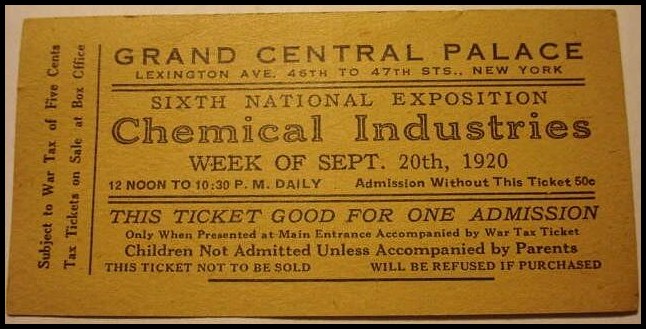 Subject to War Tax of Five Cents
Tax Tickets on Sale at Box Office
GRAND CENTRAL PALACE
LEXINGTON AVE. 46TH TO 47TH STS., NEW YORK
SIXTH NATIONAL EXPOSITION
Chemical Industries
WEEK OF SEPT. 20th, 1920
12 NOON TO 10:30 P. M. DAILY Admission Without This Ticket 50c
THIS TICKET GOOD FOR ONE ADMISSION
Only When Presented at Main Entrance Accompanied by War Tax Ticket
Children Not Admitted Unless Accompanied by Parents
THIS TICKET NOT TO BE SOLD WILL BE REFUSED IF PURCHASED